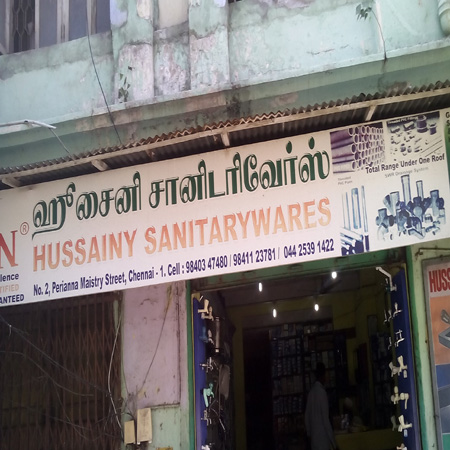 ஹுசைனி சானிடரிவேர்ஸ்
HUSSAINY SANITARYWARES
No. 2, Perianna Maistry Street, Chennai - 1. Cell : 98403 47480 / 98411 23781 / 044 2539 1422
Total Range Under One Roof
N®
HUSS